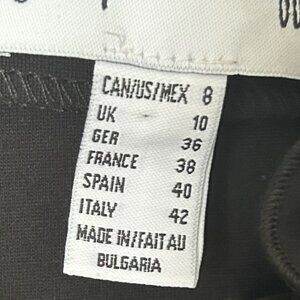 CAN/US/MEX 8
UK 10
GER 36
FRANCE 38
SPAIN 40
ITALY 42
MADE IN/FAIT AU
BULGARIA